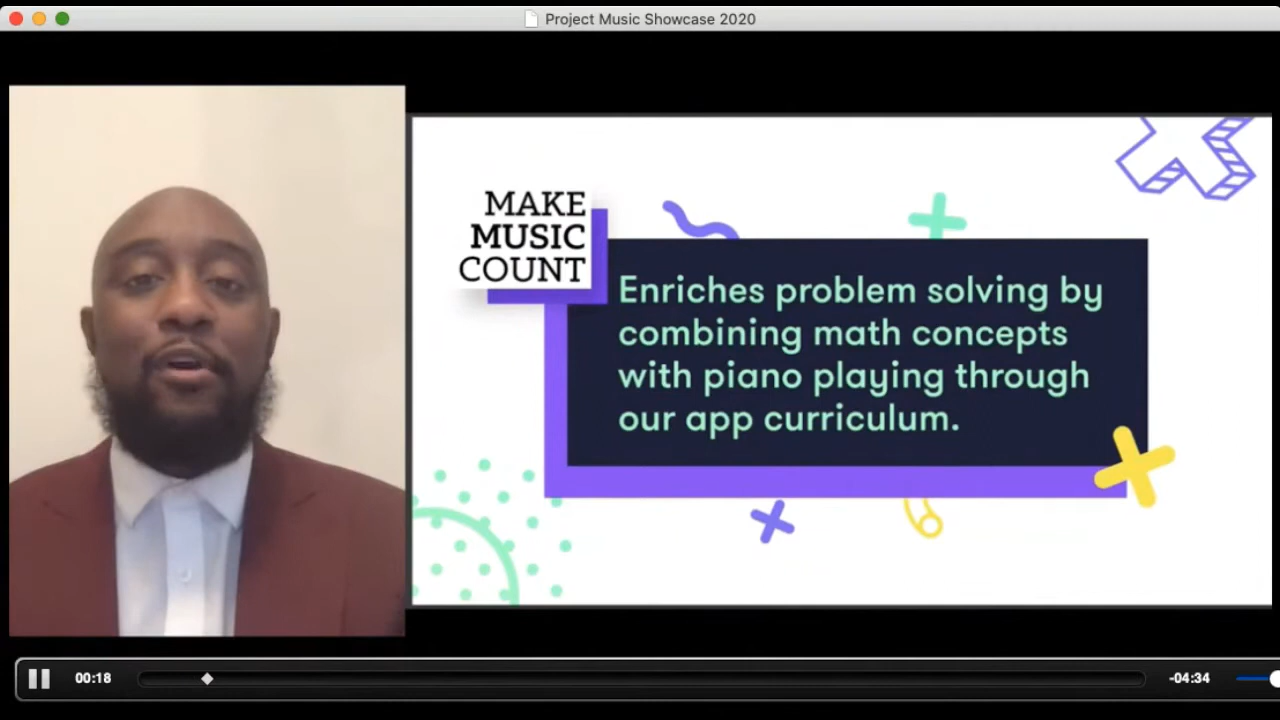 Project Music Showcase 2020
MAKE
MUSIC
COUNT
Enriches problem solving by
combining math concepts
with piano playing through
our app curriculum.
00:18
-04:34